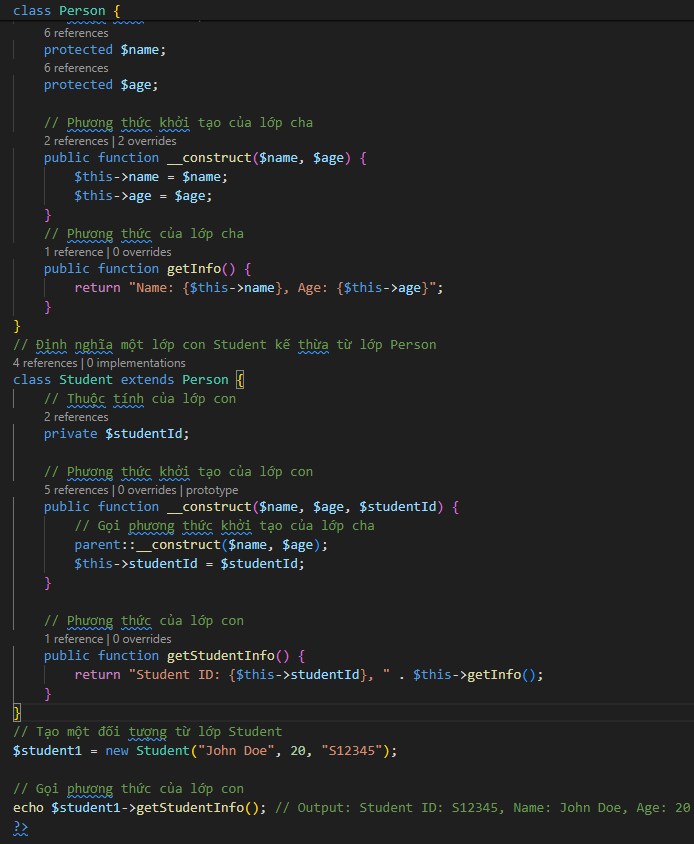 class Person {
6 references
protected $name;
6 references
protected $age;
// Phương thức khởi tạo của lớp cha
2 references | 2 overrides
public function __construct($name, $age) {
$this->name = $name;
$this->age = $age;
}
// Phương thức của lớp cha
1 reference | 0 overrides
public function getInfo() {
return "Name: {$this->name}, Age: {$this->age}";
}
}
// Định nghĩa một lớp con Student kế thừa từ lớp Person
4 references | 0 implementations
class Student extends Person {
// Thuộc tính của lớp con
2 references
private $studentId;
// Phương thức khởi tạo của lớp con
5 references | 0 overrides | prototype
public function __construct($name, $age, $studentId) {
// Gọi phương thức khởi tạo của lớp cha
parent::__construct($name, $age);
$this->studentId = $studentId;
}
// Phương thức của lớp con
1 reference | 0 overrides
public function getStudentInfo() {
return "Student ID: {$this->studentId}, " . $this->getInfo();
}
}
// Tạo một đối tượng từ lớp Student
$student1 = new Student("John Doe", 20, "S12345");
// Gọi phương thức của lớp con
echo $student1->getStudentInfo(); // Output: Student ID: S12345, Name: John Doe, Age: 20
?>